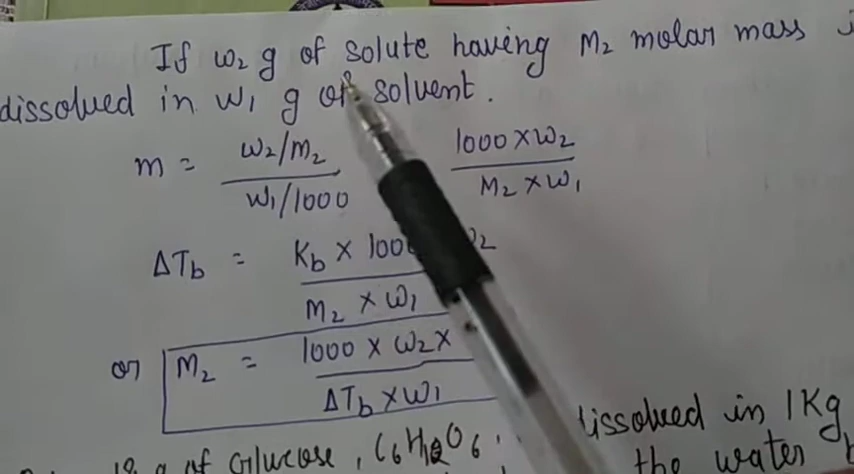 If w₂ g of solute having M₂ molar mass
dissolved in w₁ g of solvent.
m = w₂/M₂ / w₁/1000 1000 × w₂ / M₂ × w₁
ΔTb = Kb × 100 / M₂ × w₁
or M₂ = 1000 × w₂ × / ΔTb × w₁
g of Glucose, C₆H₁₂O₆ dissolved in 1Kg
the water